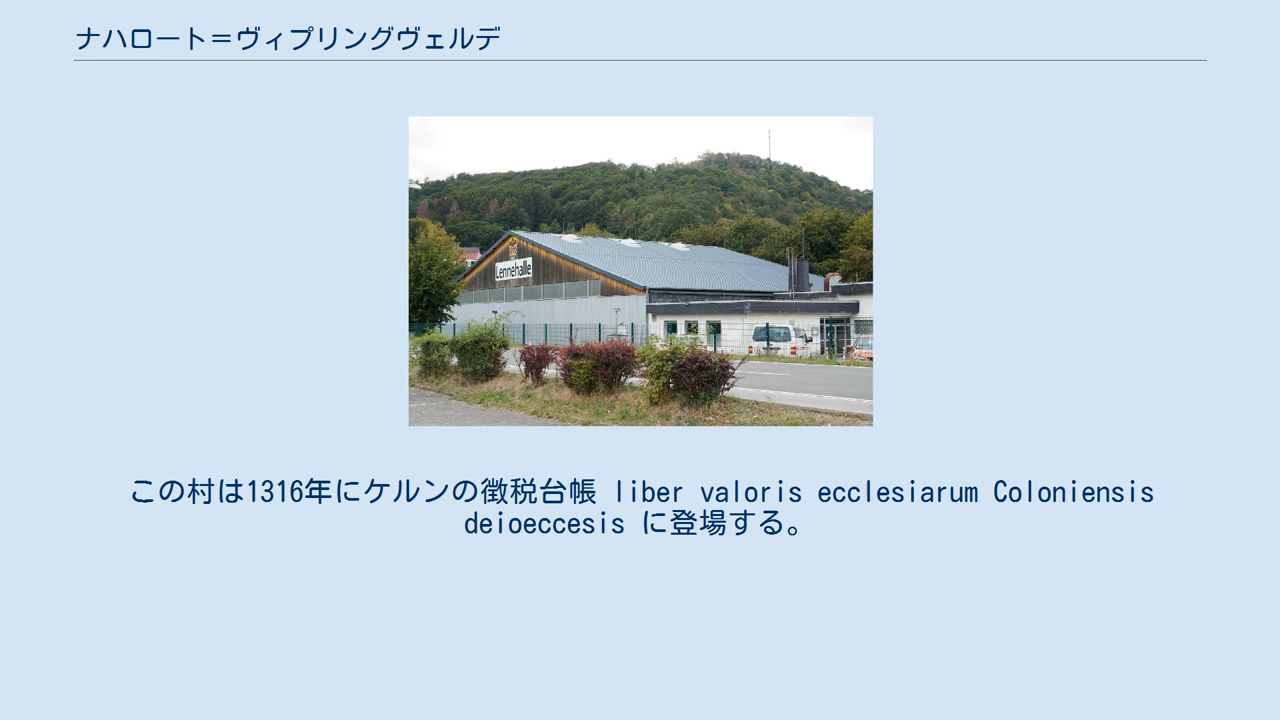 ナハロート＝ヴィプリングヴェルデ
Lennehalle
この村は1316年にケルンの徴税台帳 liber valoris ecclesiarum Coloniensis
deioeccesis に登場する。